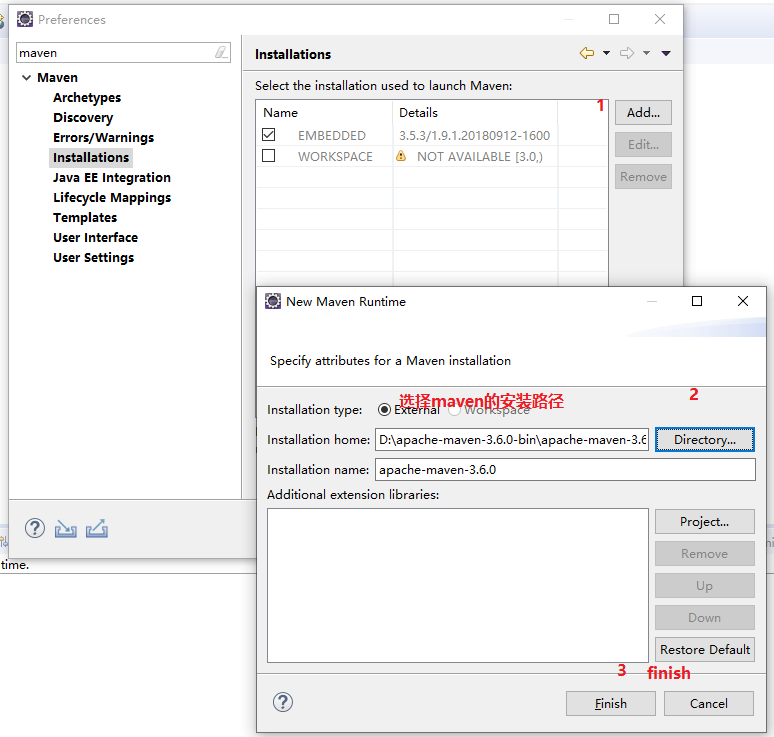 Preferences
maven
Installations
Maven
Archetypes
Discovery
Errors/Warnings
Installations
Java EE Integration
Lifecycle Mappings
Templates
User Interface
User Settings
Select the installation used to launch Maven:
Name Details
EMBEDDED 3.5.3/1.9.1.20180912-1600
WORKSPACE NOT AVAILABLE [3.0,)
1
Add...
Edit...
Remove
time.
New Maven Runtime
Specify attributes for a Maven installation
选择maven的安装路径
2
Installation type: External Workspace
Installation home: D:\apache-maven-3.6.0-bin\apache-maven-3.6 Directory...
Installation name: apache-maven-3.6.0
Additional extension libraries:
Project...
Remove
Up
Down
Restore Default
3 finish
Finish Cancel